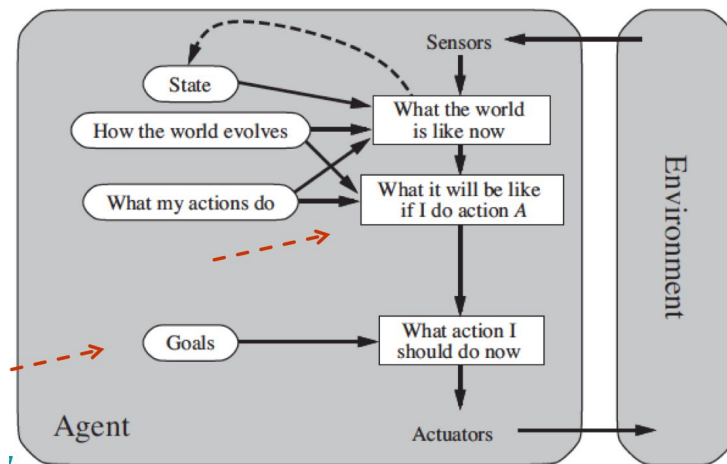 Sensors
State
What the world
is like now
How the world evolves
What my actions do
What it will be like
if I do action A
Goals
What action I
should do now
Agent
Actuators
Environment